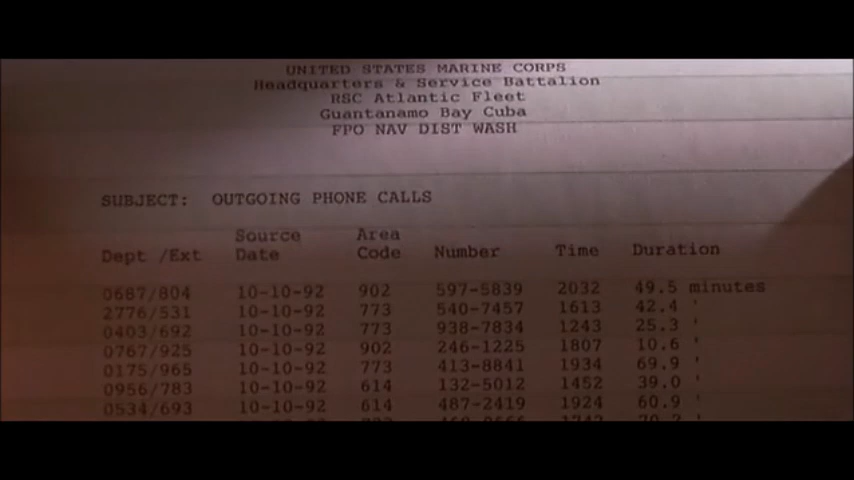 UNITED STATES MARINE CORPS
Headquarters & Service Battalion
RSC Atlantic Fleet
Guantanamo Bay Cuba
FPO NAV DIST WASH
SUBJECT: OUTGOING PHONE CALLS
Source Area
Dept /Ext Date Code Number Time Duration
0687/804 10-10-92 902 597-5839 2032 49.5 minutes
2776/531 10-10-92 773 540-7457 1613 42.4 '
0403/692 10-10-92 773 938-7834 1243 25.3 '
0767/925 10-10-92 902 246-1225 1807 10.6 '
0175/965 10-10-92 773 413-8841 1934 69.9 '
0956/783 10-10-92 614 132-5012 1452 39.0 '
0534/693 10-10-92 614 487-2419 1924 60.9 '